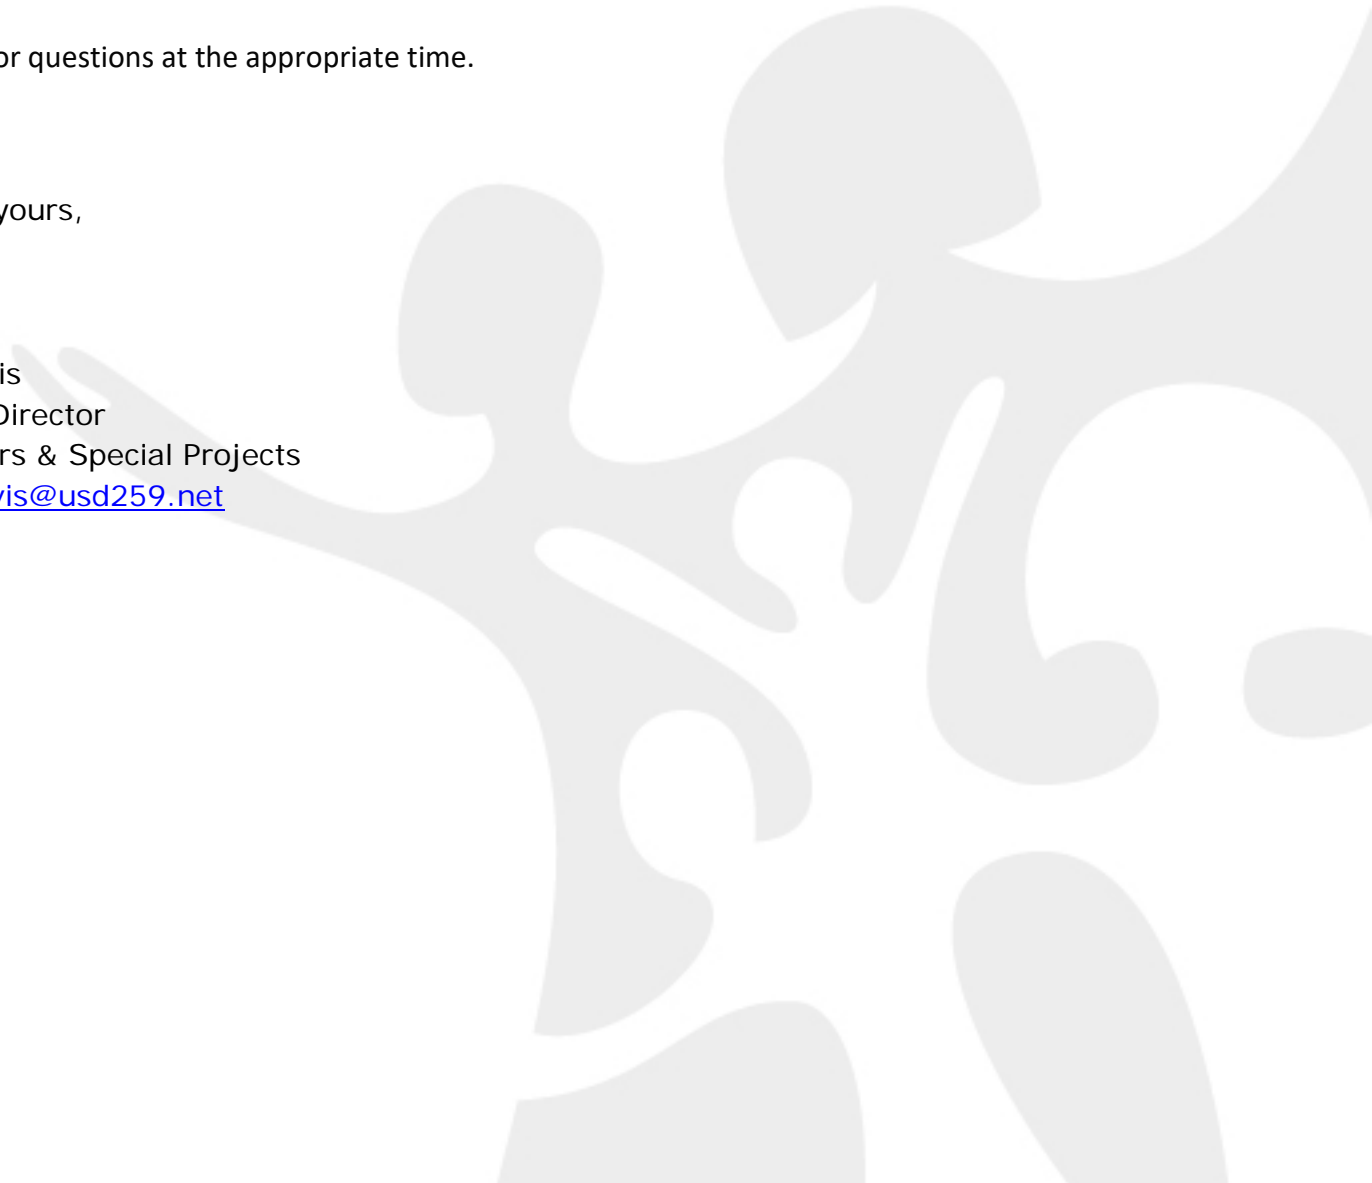 or questions at the appropriate time.
yours,
is
Director
rs & Special Projects
vis@usd259.net